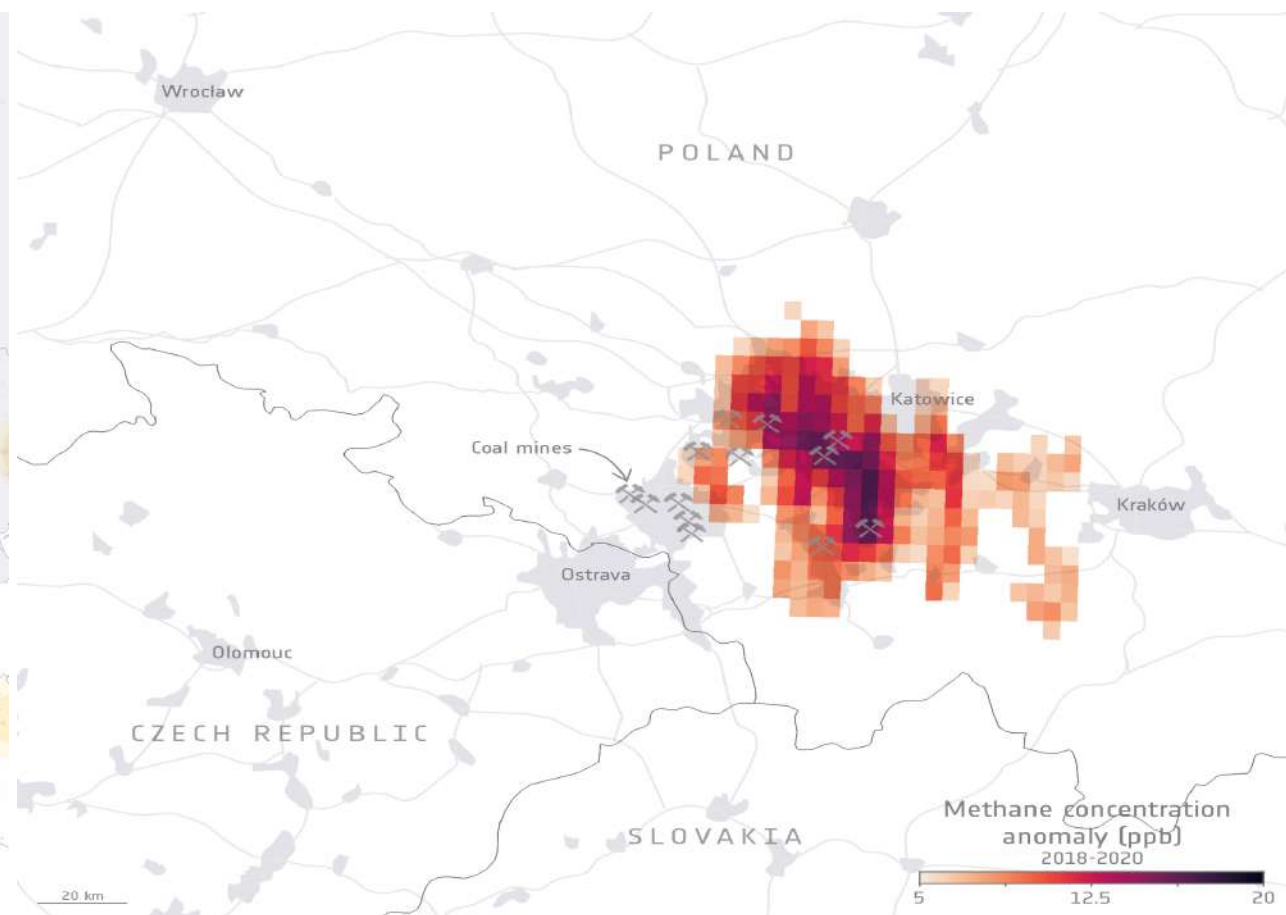 Wrocław
POLAND
Katowice
Coal mines
Kraków
Ostrava
Olomouc
CZECH REPUBLIC
SLOVAKIA
Methane concentration
anomaly (ppb)
2018-2020
5 12.5 20
20 km